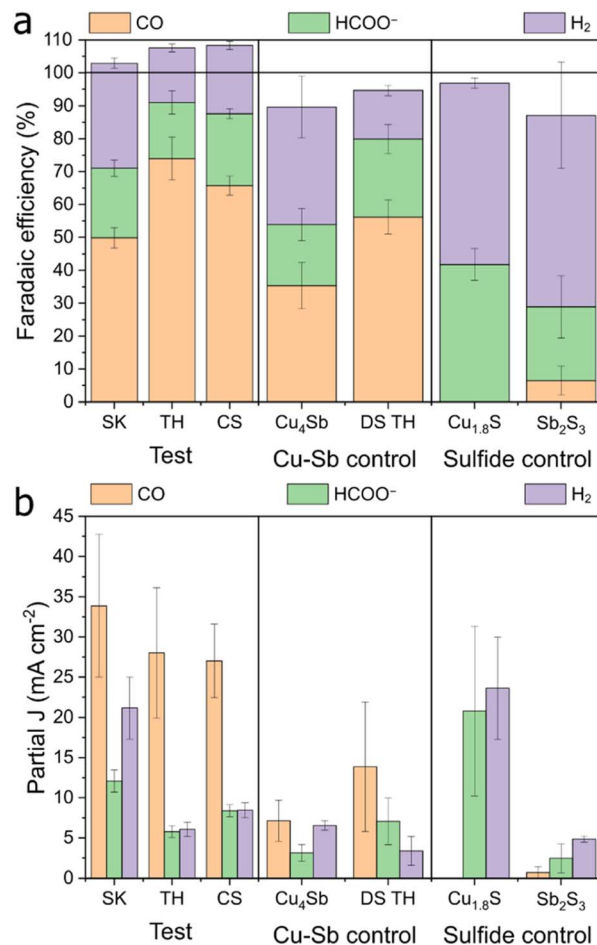 a
CO HCOO⁻ H₂
Faradaic efficiency (%)
110
100
90
80
70
60
50
40
30
20
10
0
SK TH CS Cu₄Sb DS TH Cu₁.₈S Sb₂S₃
Test Cu-Sb control Sulfide control
b
CO HCOO⁻ H₂
Partial J (mA cm⁻²)
45
40
35
30
25
20
15
10
5
0
SK TH CS Cu₄Sb DS TH Cu₁.₈S Sb₂S₃
Test Cu-Sb control Sulfide control